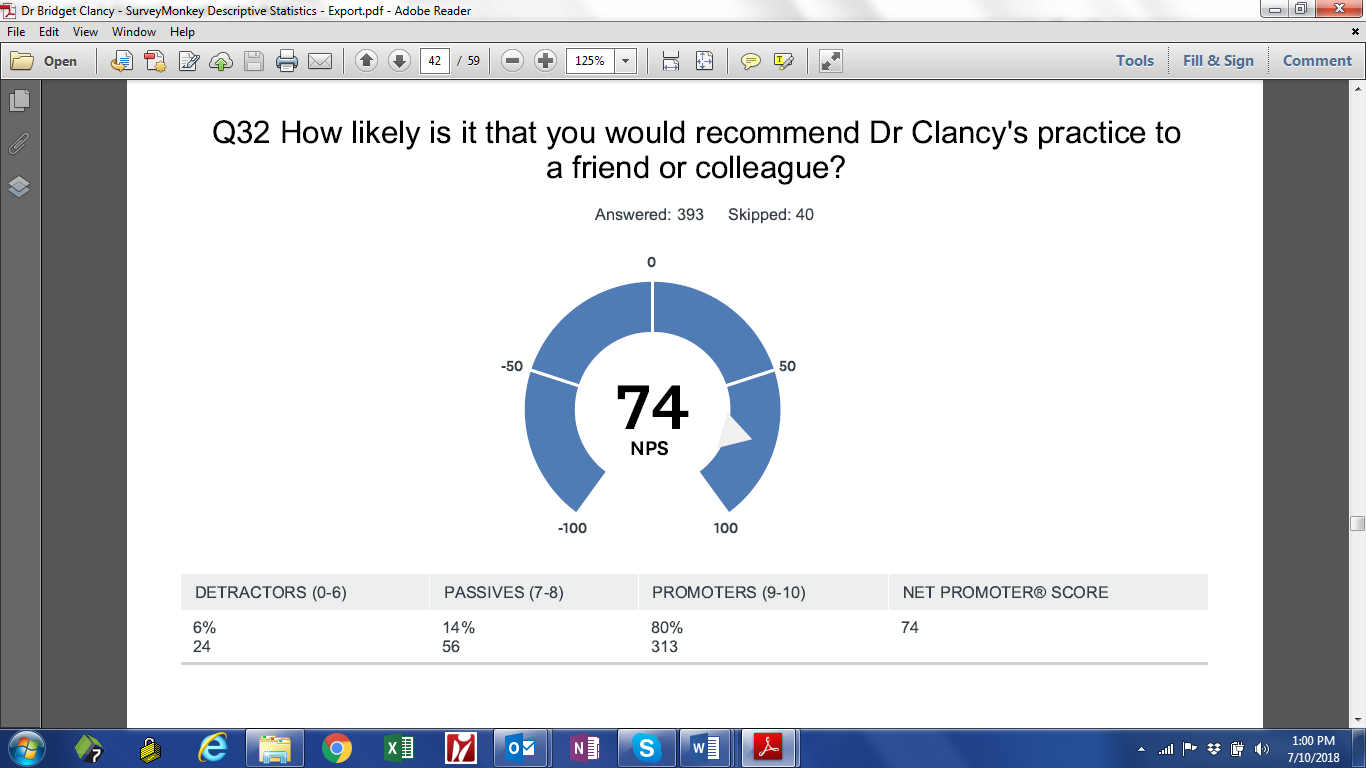 Dr Bridget Clancy - SurveyMonkey Descriptive Statistics - Export.pdf - Adobe Reader
File Edit View Window Help
Open 42 / 59 125% Tools Fill & Sign Comment
Q32 How likely is it that you would recommend Dr Clancy's practice to
a friend or colleague?
Answered: 393 Skipped: 40
0
-50 50
74
NPS
-100 100
DETRACTORS (0-6) PASSIVES (7-8) PROMOTERS (9-10) NET PROMOTER® SCORE
6% 14% 80% 74
24 56 313
1:00 PM
7/10/2018